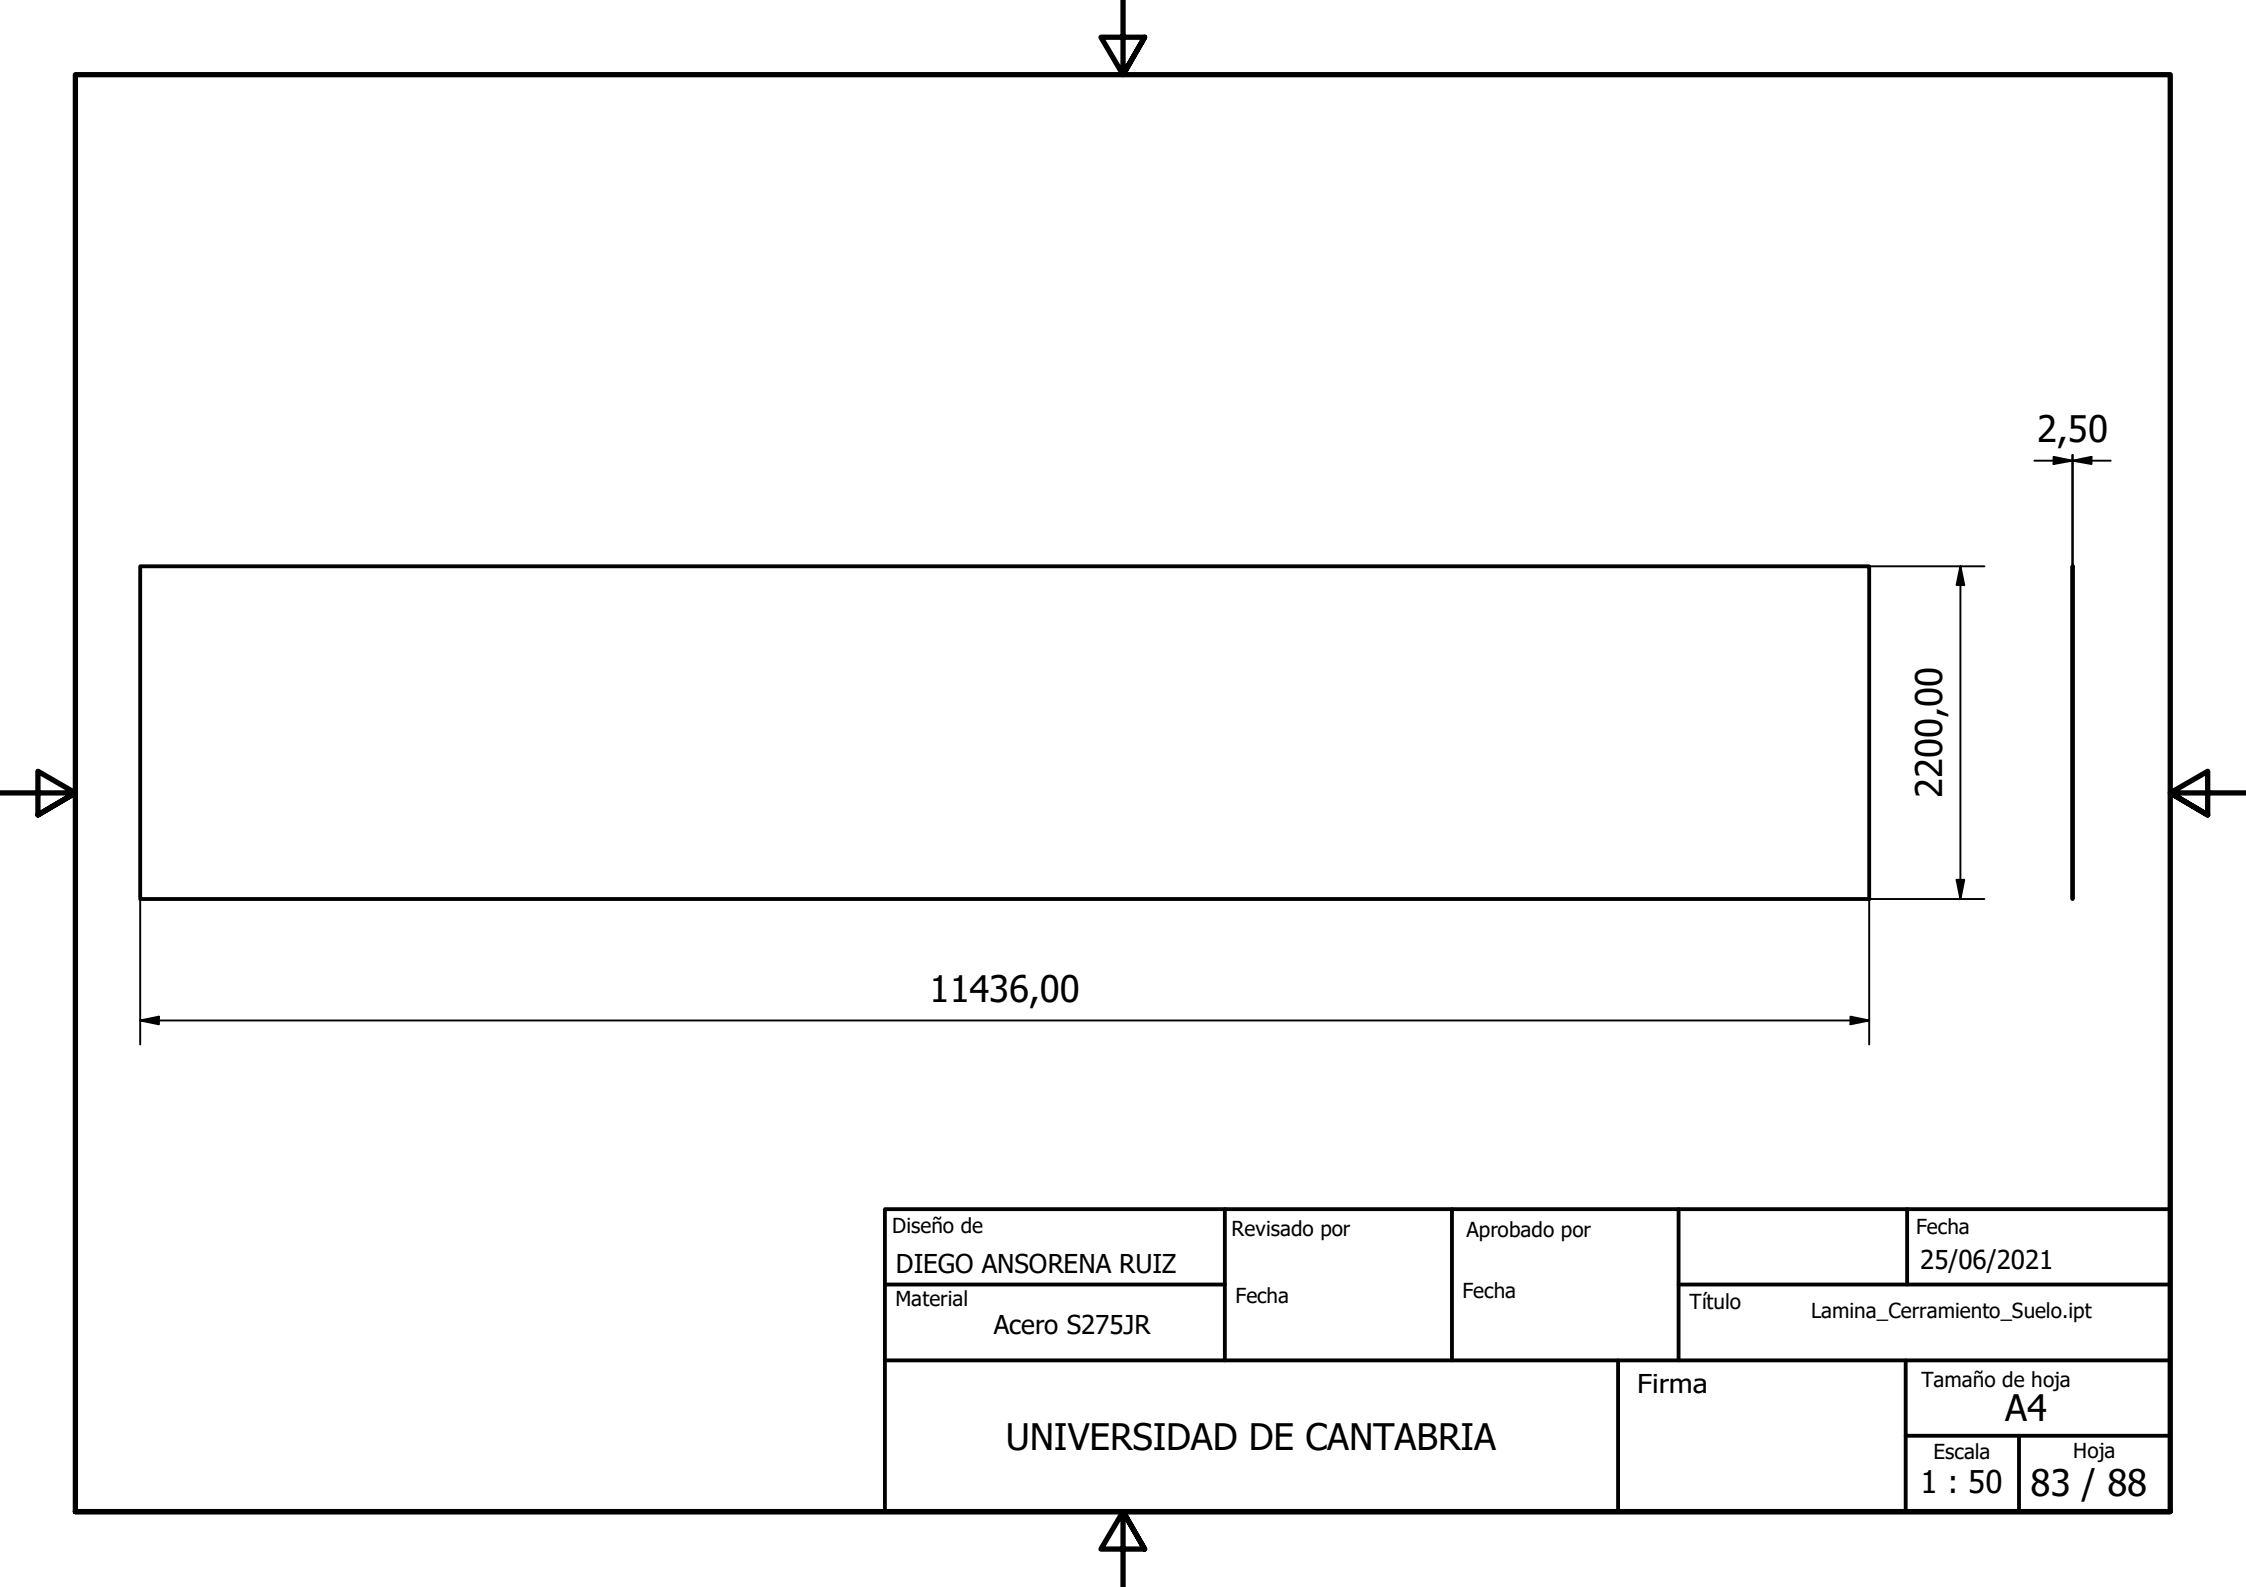 2,50
2200,00
11436,00
Diseño de
DIEGO ANSORENA RUIZ
Revisado por
Aprobado por
Fecha
25/06/2021
Material
Acero S275JR
Fecha
Fecha
Título
Lamina_Cerramiento_Suelo.ipt
UNIVERSIDAD DE CANTABRIA
Firma
Tamaño de hoja
A4
Escala
1 : 50
Hoja
83 / 88